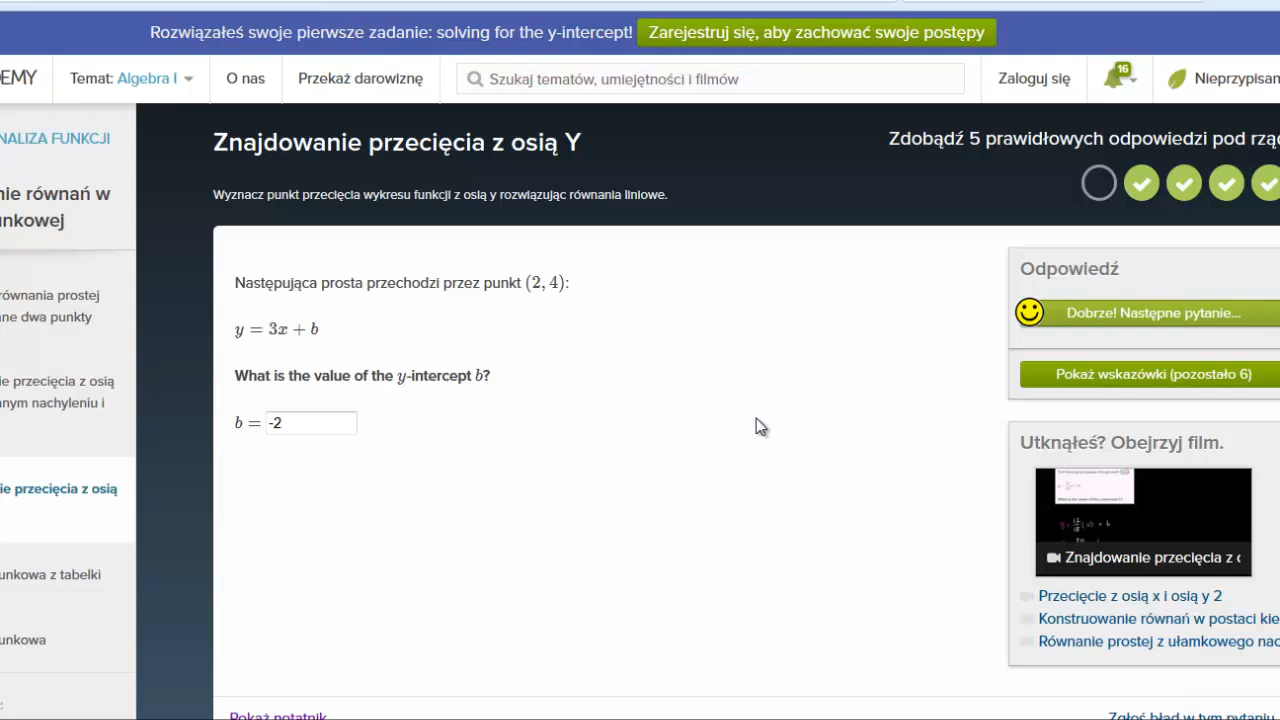 Rozwiązałeś swoje pierwsze zadanie: solving for the y-intercept! Zarejestruj się, aby zachować swoje postępy
EMY Temat: Algebra I O nas Przekaż darowiznę Szukaj tematów, umiejętności i filmów Zaloguj się 16 Nieprzypisan
NALIZA FUNKCJI
nie równań w
unkowej
równania prostej
ane dwa punkty
ie przecięcia z osią
nnym nachyleniu i
ie przecięcia z osią
unkowa z tabelki
unkowa
:
Znajdowanie przecięcia z osią Y
Wyznacz punkt przecięcia wykresu funkcji z osią y rozwiązując równania liniowe.
Zdobądź 5 prawidłowych odpowiedzi pod rzą
Następująca prosta przechodzi przez punkt (2, 4):
y = 3x + b
What is the value of the y-intercept b?
b = -2
Odpowiedź
Dobrze! Następne pytanie...
Pokaż wskazówki (pozostało 6)
Utknąłeś? Obejrzyj film.
Znajdowanie przecięcia z o
Przecięcie z osią x i osią y 2
Konstruowanie równań w postaci kie
Równanie prostej z ułamkowego nac
Pokaż notatnik
Zgłoś błąd w tym pytaniu